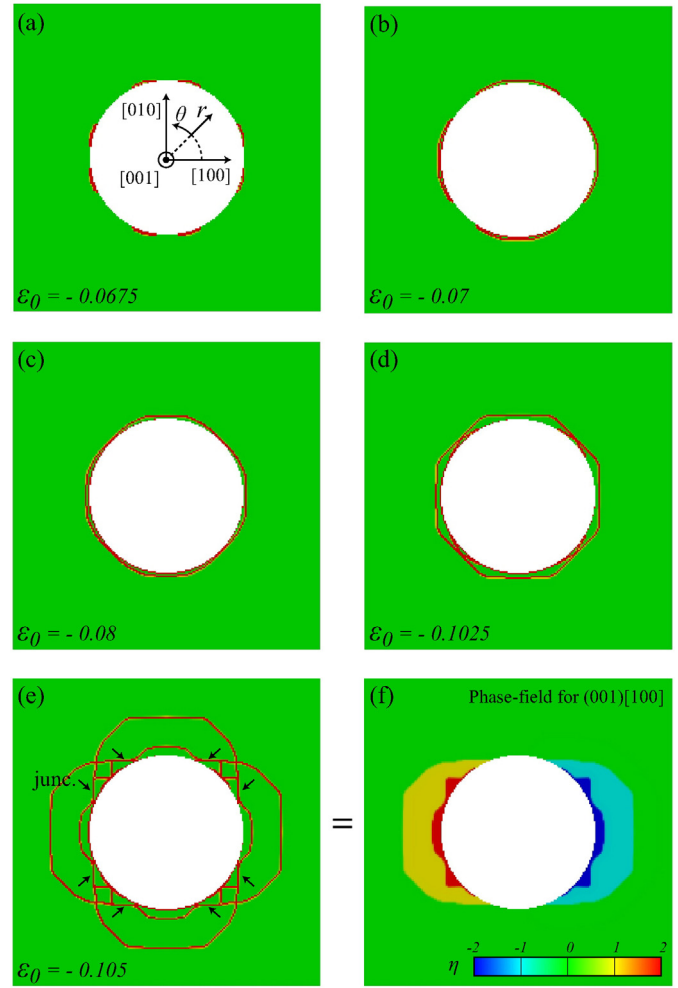 (a)
[010]
θ
r
[001]
[100]
ε0 = - 0.0675
(b)
ε0 = - 0.07
(c)
ε0 = - 0.08
(d)
ε0 = - 0.1025
(e)
junc.
ε0 = - 0.105
=
(f)
Phase-field for (001)[100]
η
-2 -1 0 1 2